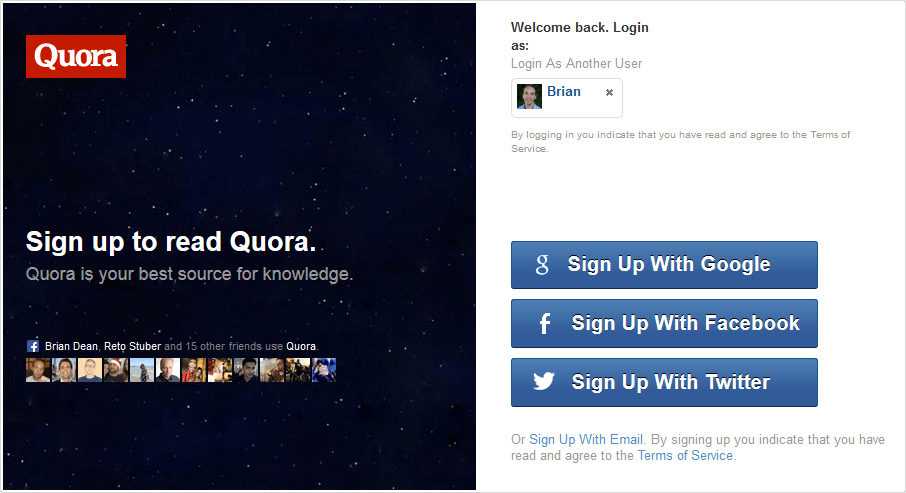 Quora
Sign up to read Quora.
Quora is your best source for knowledge.
Brian Dean, Reto Stuber and 15 other friends use Quora.
Welcome back. Login
as:
Login As Another User
Brian ×
By logging in you indicate that you have read and agree to the Terms of
Service.
g Sign Up With Google
f Sign Up With Facebook
Sign Up With Twitter
Or Sign Up With Email. By signing up you indicate that you have
read and agree to the Terms of Service.